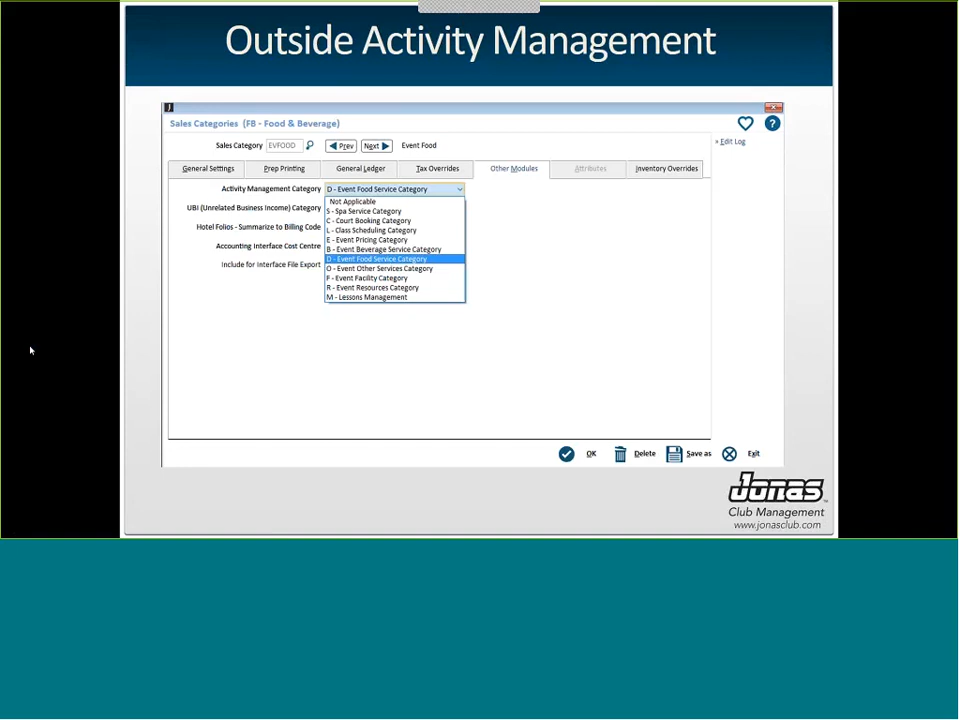 Outside Activity Management
J
Sales Categories (FB - Food & Beverage)
?
Sales Category EVFOOD Prev Next Event Food
» Edit Log
General Settings Prep Printing General Ledger Tax Overrides Other Modules Attributes Inventory Overrides
Activity Management Category D - Event Food Service Category
Not Applicable
UBI (Unrelated Business Income) Category
S - Spa Service Category
C - Court Booking Category
Hotel Folios - Summarize to Billing Code
L - Class Scheduling Category
E - Event Pricing Category
Accounting Interface Cost Centre
B - Event Beverage Service Category
D - Event Food Service Category
Include for Interface File Export
O - Event Other Services Category
F - Event Facility Category
R - Event Resources Category
M - Lessons Management
OK Delete Save as Exit
Jonas
Club Management
www.jonasclub.com